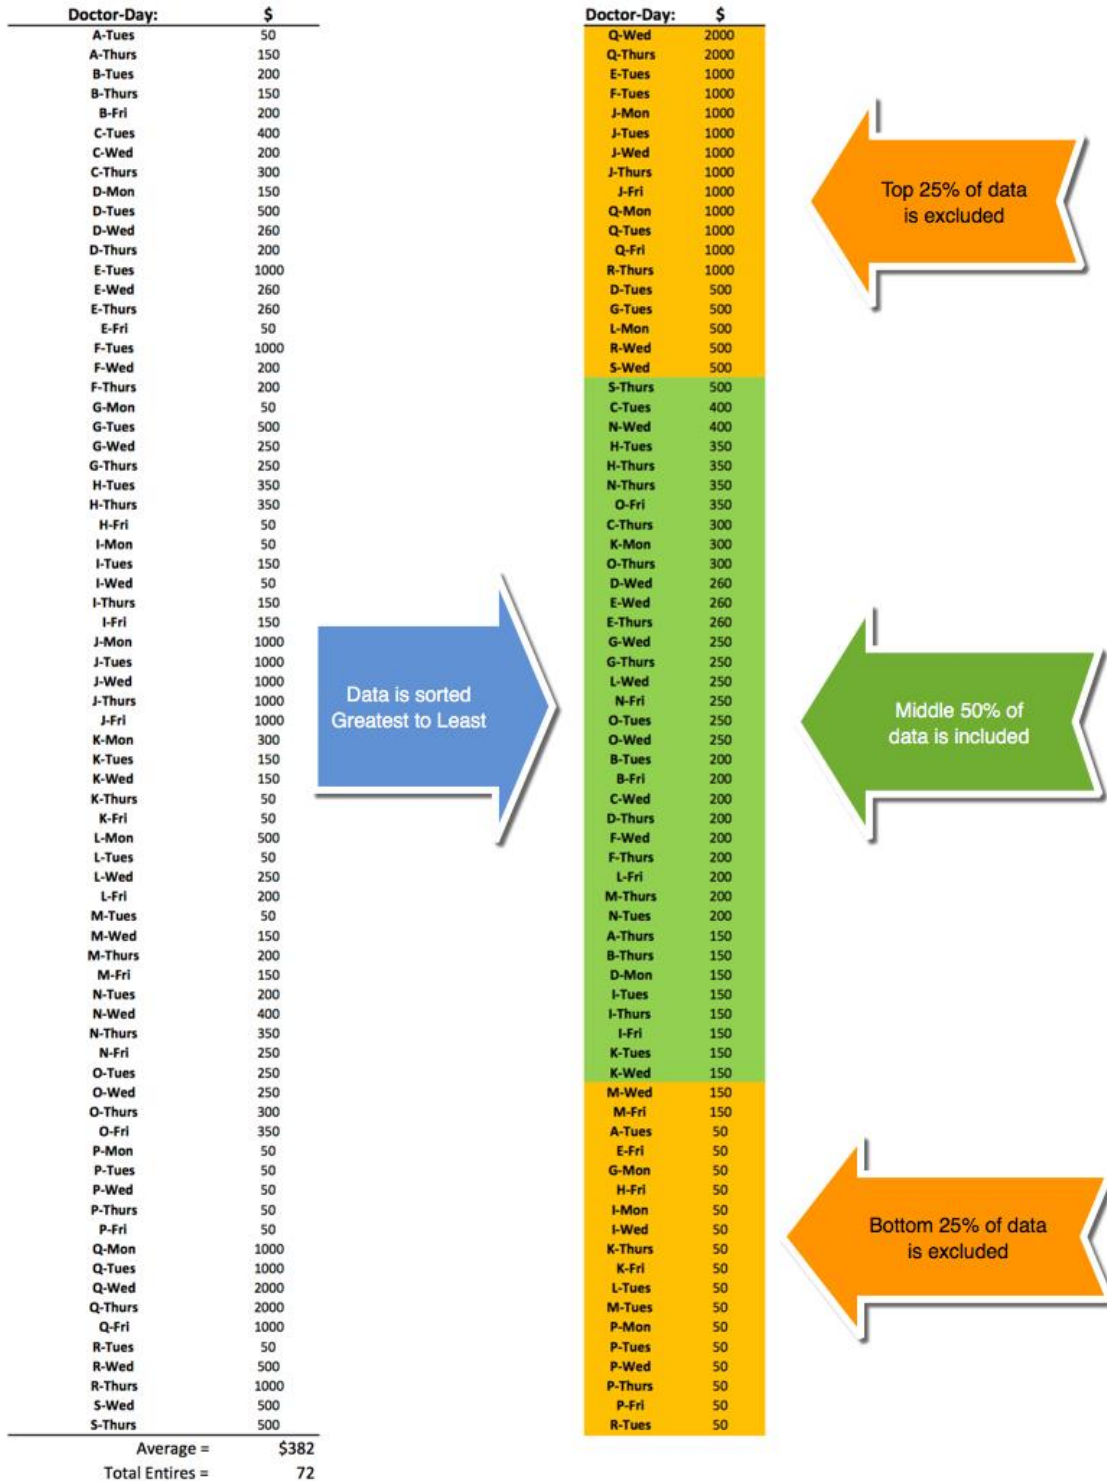 Doctor-Day: $
A-Tues 50
A-Thurs 150
B-Tues 200
B-Thurs 150
B-Fri 200
C-Tues 400
C-Wed 200
C-Thurs 300
D-Mon 150
D-Tues 500
D-Wed 260
D-Thurs 200
E-Tues 1000
E-Wed 260
E-Thurs 260
E-Fri 50
F-Tues 1000
F-Wed 200
F-Thurs 200
G-Mon 50
G-Tues 500
G-Wed 250
G-Thurs 250
H-Tues 350
H-Thurs 350
H-Fri 50
I-Mon 50
I-Tues 150
I-Wed 50
I-Thurs 150
I-Fri 150
J-Mon 1000
J-Tues 1000
J-Wed 1000
J-Thurs 1000
J-Fri 1000
K-Mon 300
K-Tues 150
K-Wed 150
K-Thurs 50
K-Fri 50
L-Mon 500
L-Tues 50
L-Wed 250
L-Fri 200
M-Tues 50
M-Wed 150
M-Thurs 200
M-Fri 150
N-Tues 200
N-Wed 400
N-Thurs 350
N-Fri 250
O-Tues 250
O-Wed 250
O-Thurs 300
O-Fri 350
P-Mon 50
P-Tues 50
P-Wed 50
P-Thurs 50
P-Fri 50
Q-Mon 1000
Q-Tues 1000
Q-Wed 2000
Q-Thurs 2000
Q-Fri 1000
R-Tues 50
R-Wed 500
R-Thurs 1000
S-Wed 500
S-Thurs 500
Average = $382
Total Entires = 72
Data is sorted
Greatest to Least
Doctor-Day: $
Q-Wed 2000
Q-Thurs 2000
E-Tues 1000
F-Tues 1000
J-Mon 1000
J-Tues 1000
J-Wed 1000
J-Thurs 1000
J-Fri 1000
Q-Mon 1000
Q-Tues 1000
Q-Fri 1000
R-Thurs 1000
D-Tues 500
G-Tues 500
L-Mon 500
R-Wed 500
S-Wed 500
S-Thurs 500
C-Tues 400
N-Wed 400
H-Tues 350
H-Thurs 350
N-Thurs 350
O-Fri 350
C-Thurs 300
K-Mon 300
O-Thurs 300
D-Wed 260
E-Wed 260
E-Thurs 260
G-Wed 250
G-Thurs 250
L-Wed 250
N-Fri 250
O-Tues 250
O-Wed 250
B-Tues 200
B-Fri 200
C-Wed 200
D-Thurs 200
F-Wed 200
F-Thurs 200
L-Fri 200
M-Thurs 200
N-Tues 200
A-Thurs 150
B-Thurs 150
D-Mon 150
I-Tues 150
I-Thurs 150
I-Fri 150
K-Tues 150
K-Wed 150
M-Wed 150
M-Fri 150
A-Tues 50
E-Fri 50
G-Mon 50
H-Fri 50
I-Mon 50
I-Wed 50
K-Thurs 50
K-Fri 50
L-Tues 50
M-Tues 50
P-Mon 50
P-Tues 50
P-Wed 50
P-Thurs 50
P-Fri 50
R-Tues 50
Top 25% of data
is excluded
Middle 50% of
data is included
Bottom 25% of data
is excluded